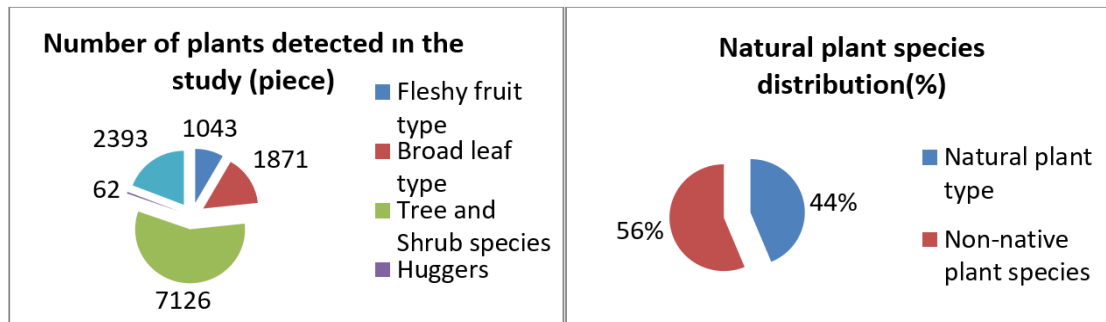 Number of plants detected ın the
study (piece)
Fleshy fruit
type
Broad leaf
type
Tree and
Shrub species
Huggers
1043
1871
7126
62
2393
Natural plant species
distribution(%)
44%
56%
Natural plant
type
Non-native
plant species